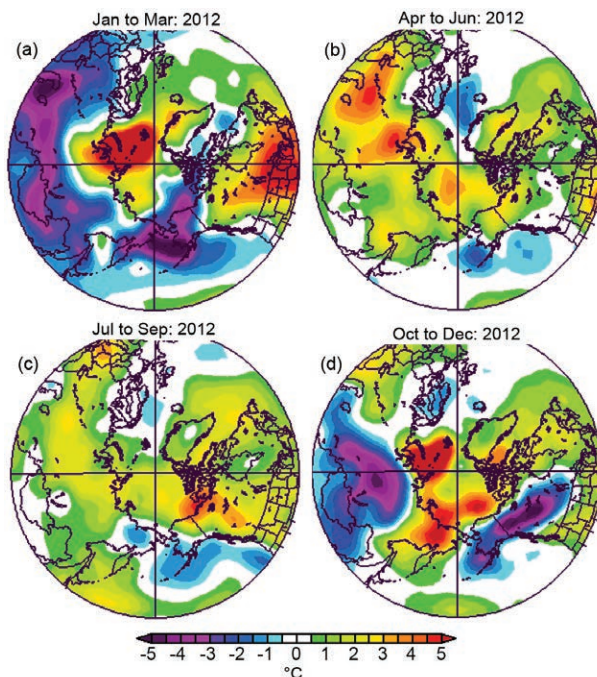 Jan to Mar: 2012
Apr to Jun: 2012
(a)
(b)
Jul to Sep: 2012
Oct to Dec: 2012
(c)
(d)
-5 -4 -3 -2 -1 0 1 2 3 4 5
°C